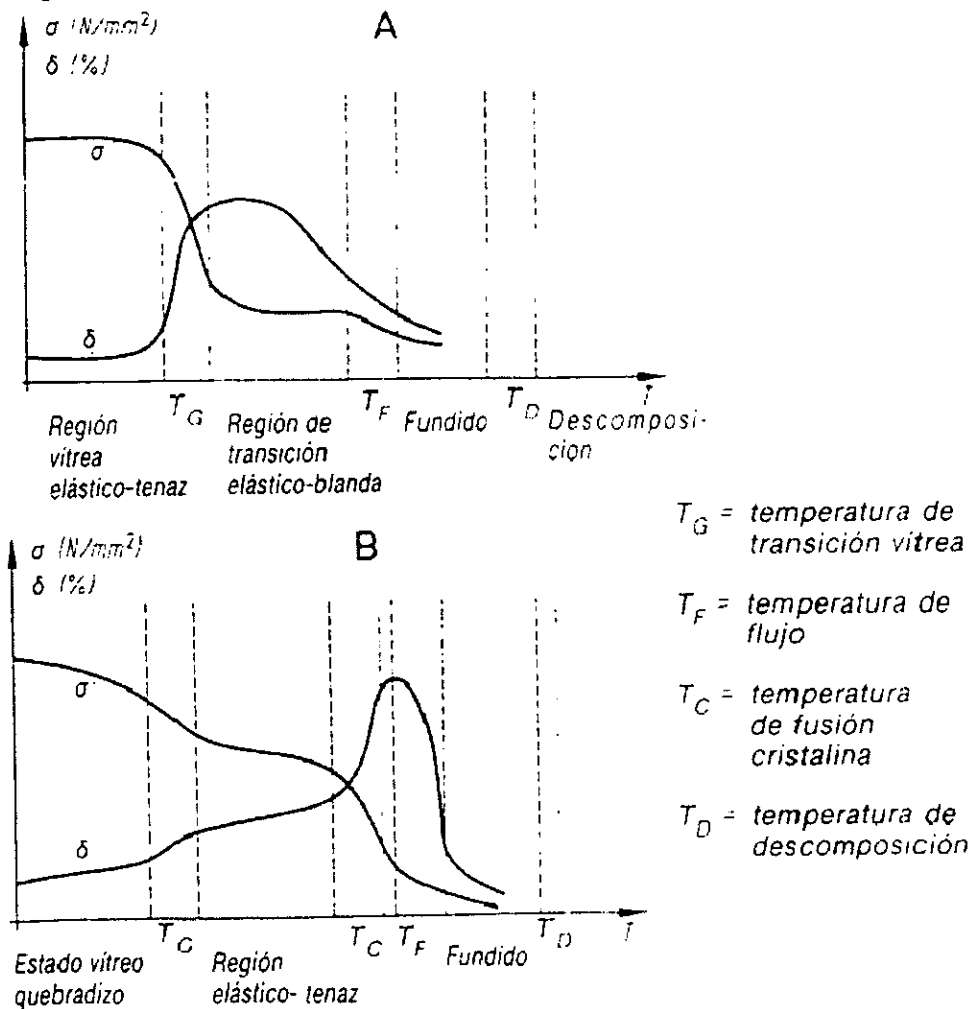 σ (N/mm²)
A
δ (%)
σ
δ
T_G
T_F
T_D
T
Región
vítrea
elástico-tenaz
Región de
transición
elástico-blanda
Fundido
Descomposi-
cion
T_G = temperatura de
transición vítrea
T_F = temperatura de
flujo
T_C = temperatura
de fusión
cristalina
T_D = temperatura de
descomposición
σ (N/mm²)
B
δ (%)
σ
δ
T_G
T_C
T_F
T_D
T
Estado vítreo
quebradizo
Región
elástico- tenaz
Fundido